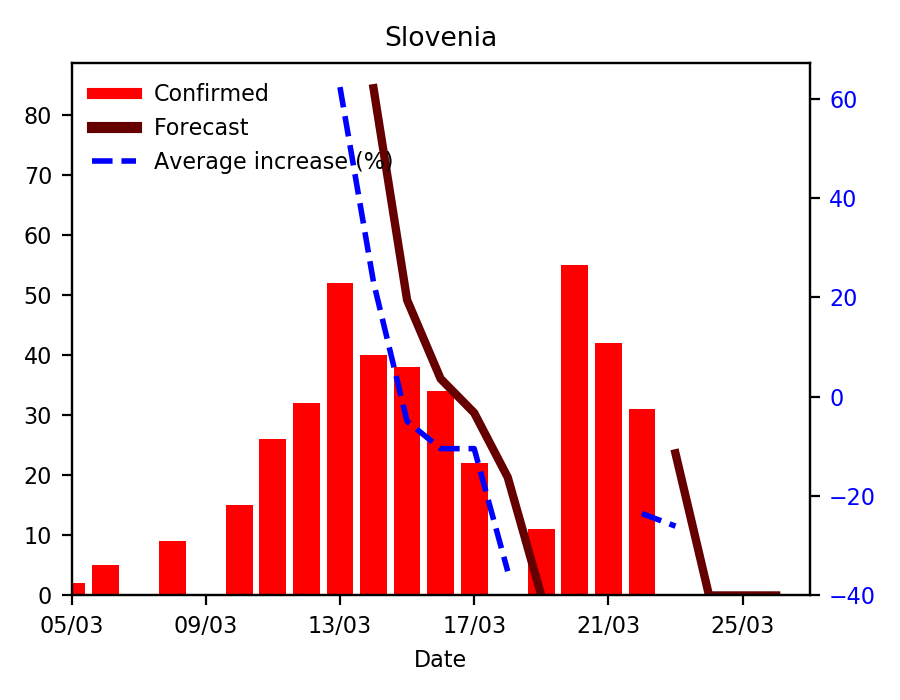 Slovenia
Confirmed
Forecast
Average increase (%)
80
70
60
50
40
30
20
10
0
60
40
20
0
−20
−40
05/03 09/03 13/03 17/03 21/03 25/03
Date